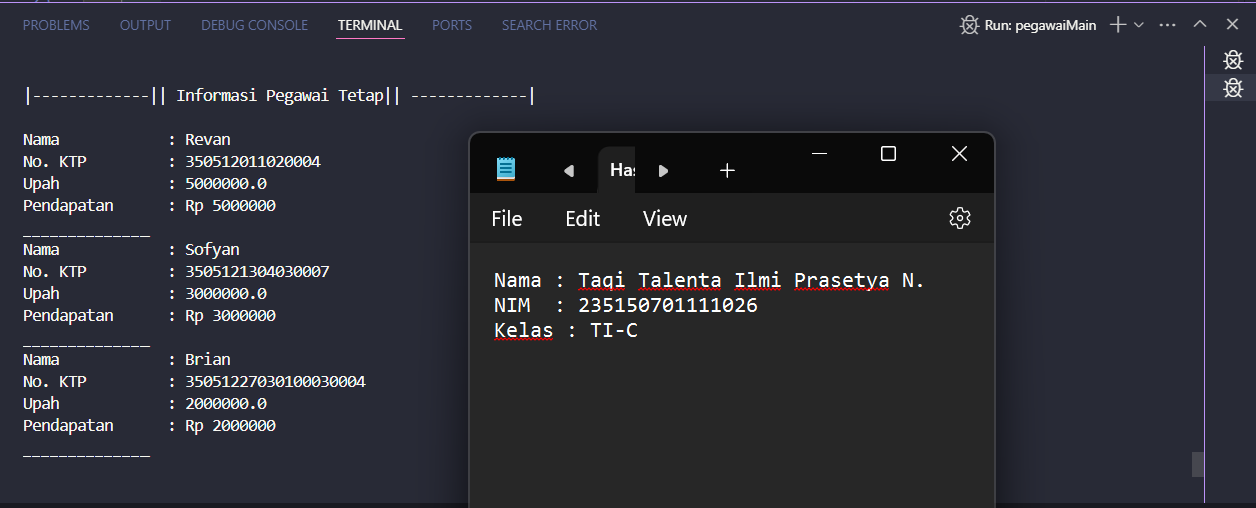 PROBLEMS OUTPUT DEBUG CONSOLE TERMINAL PORTS SEARCH ERROR Run: pegawaiMain
|-------------|| Informasi Pegawai Tetap|| -------------|
Nama : Revan
No. KTP : 350512011020004
Upah : 5000000.0
Pendapatan : Rp 5000000
______________
Nama : Sofyan
No. KTP : 3505121304030007
Upah : 3000000.0
Pendapatan : Rp 3000000
______________
Nama : Brian
No. KTP : 35051227030100030004
Upah : 2000000.0
Pendapatan : Rp 2000000
______________
File Edit View
Nama : Taqi Talenta Ilmi Prasetya N.
NIM : 235150701111026
Kelas : TI-C